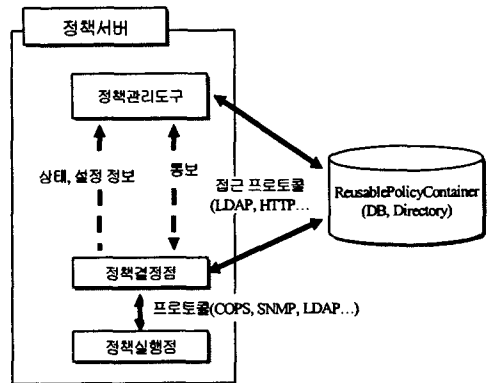 정책서버
정책관리도구
상태, 설정 정보
통보
접근 프로토콜
(LDAP, HTTP...
ReusablePolicyContainer
(DB, Directory)
정책결정점
프로토콜(COPS, SNMP, LDAP...)
정책실행점